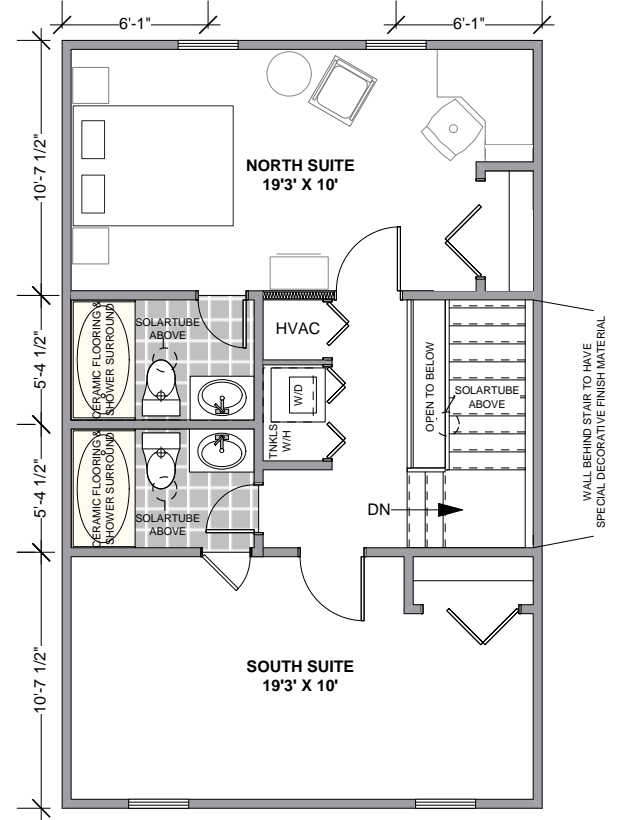 6'-1"
6'-1"
10'-7 1/2"
NORTH SUITE
19'3' X 10'
5'-4 1/2"
CERAMIC FLOORING &
SHOWER SURROUND
SOLARTUBE
ABOVE
HVAC
W/D
TNKLS
W/H
OPEN TO BELOW
SOLARTUBE
ABOVE
WALL BEHIND STAIR TO HAVE
SPECIAL DECORATIVE FINISH MATERIAL
5'-4 1/2"
CERAMIC FLOORING &
SHOWER SURROUND
SOLARTUBE
ABOVE
DN
10'-7 1/2"
SOUTH SUITE
19'3' X 10'